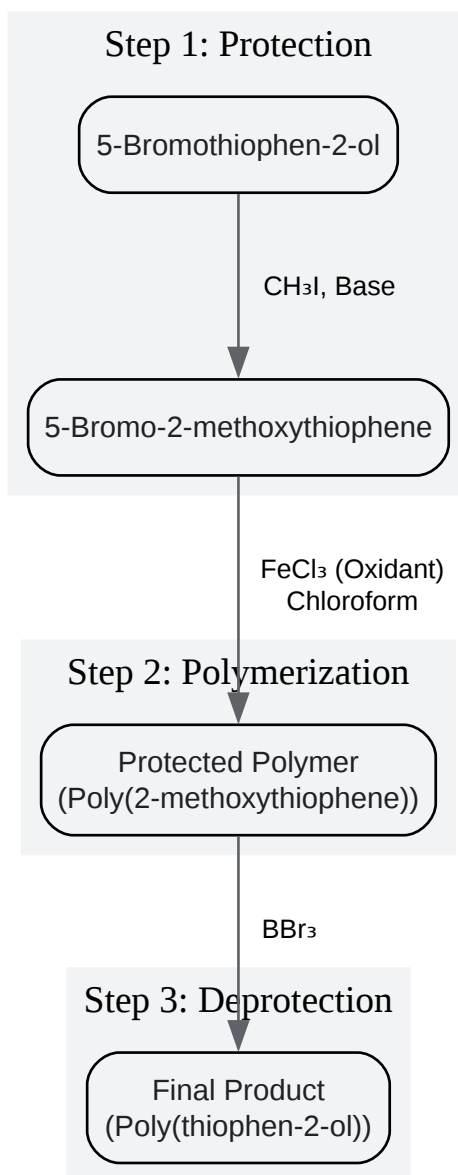 Step 1: Protection
5-Bromothiophen-2-ol
CH₃I, Base
5-Bromo-2-methoxythiophene
FeCl₃ (Oxidant)
Chloroform
Step 2: Polymerization
Protected Polymer
(Poly(2-methoxythiophene))
BBr₃
Step 3: Deprotection
Final Product
(Poly(thiophen-2-ol))